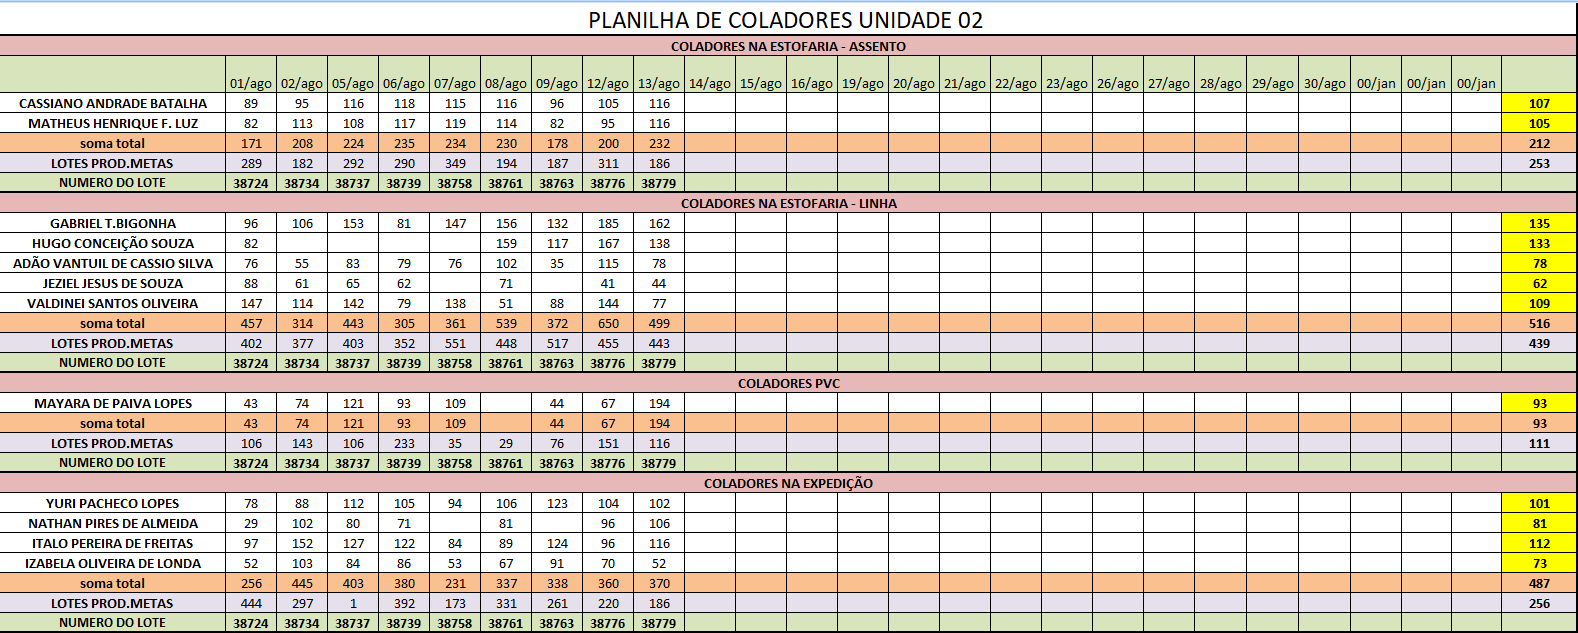 PLANILHA DE COLADORES UNIDADE 02
COLADORES NA ESTOFARIA - ASSENTO
01/ago 02/ago 05/ago 06/ago 07/ago 08/ago 09/ago 12/ago 13/ago 14/ago 15/ago 16/ago 19/ago 20/ago 21/ago 22/ago 23/ago 26/ago 27/ago 28/ago 29/ago 30/ago 00/jan 00/jan 00/jan
CASSIANO ANDRADE BATALHA 89 95 116 118 115 116 96 105 116 107
MATHEUS HENRIQUE F. LUZ 82 113 108 117 119 114 82 95 116 105
soma total 171 208 224 235 234 230 178 200 232 212
LOTES PROD.METAS 289 182 292 290 349 194 187 311 186 253
NUMERO DO LOTE 38724 38734 38737 38739 38758 38761 38763 38776 38779
COLADORES NA ESTOFARIA - LINHA
GABRIEL T.BIGONHA 96 106 153 81 147 156 132 185 162 135
HUGO CONCEIÇÃO SOUZA 82 159 117 167 138 133
ADÃO VANTUIL DE CASSIO SILVA 76 55 83 79 76 102 35 115 78 78
JEZIEL JESUS DE SOUZA 88 61 65 62 71 41 44 62
VALDINEI SANTOS OLIVEIRA 147 114 142 79 138 51 88 144 77 109
soma total 457 314 443 305 361 539 372 650 499 516
LOTES PROD.METAS 402 377 403 352 551 448 517 455 443 439
NUMERO DO LOTE 38724 38734 38737 38739 38758 38761 38763 38776 38779
COLADORES PVC
MAYARA DE PAIVA LOPES 43 74 121 93 109 44 67 194 93
soma total 43 74 121 93 109 44 67 194 93
LOTES PROD.METAS 106 143 106 233 35 29 76 151 116 111
NUMERO DO LOTE 38724 38734 38737 38739 38758 38761 38763 38776 38779
COLADORES NA EXPEDIÇÃO
YURI PACHECO LOPES 78 88 112 105 94 106 123 104 102 101
NATHAN PIRES DE ALMEIDA 29 102 80 71 81 96 106 81
ITALO PEREIRA DE FREITAS 97 152 127 122 84 89 124 96 116 112
IZABELA OLIVEIRA DE LONDA 52 103 84 86 53 67 91 70 52 73
soma total 256 445 403 380 231 337 338 360 370 487
LOTES PROD.METAS 444 297 1 392 173 331 261 220 186 256
NUMERO DO LOTE 38724 38734 38737 38739 38758 38761 38763 38776 38779